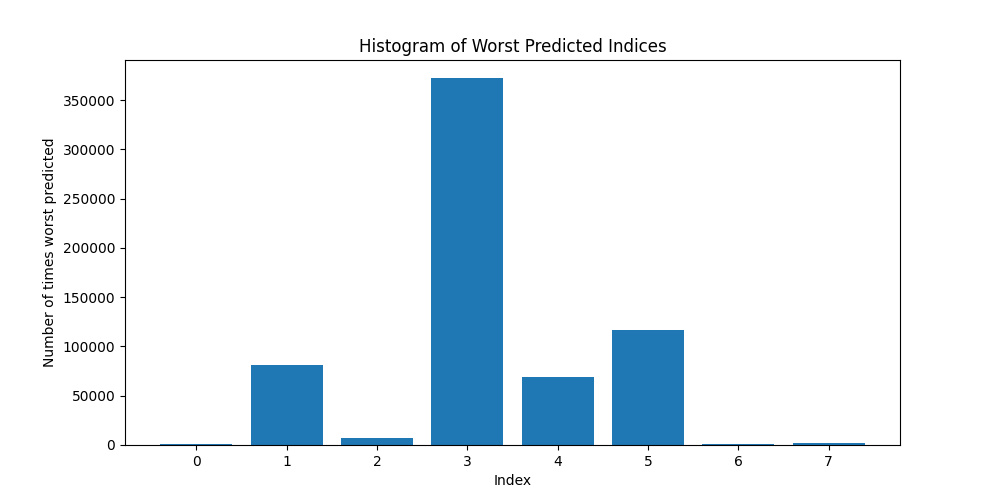 Histogram of Worst Predicted Indices
Number of times worst predicted
350000
300000
250000
200000
150000
100000
50000
0
0 1 2 3 4 5 6 7
Index